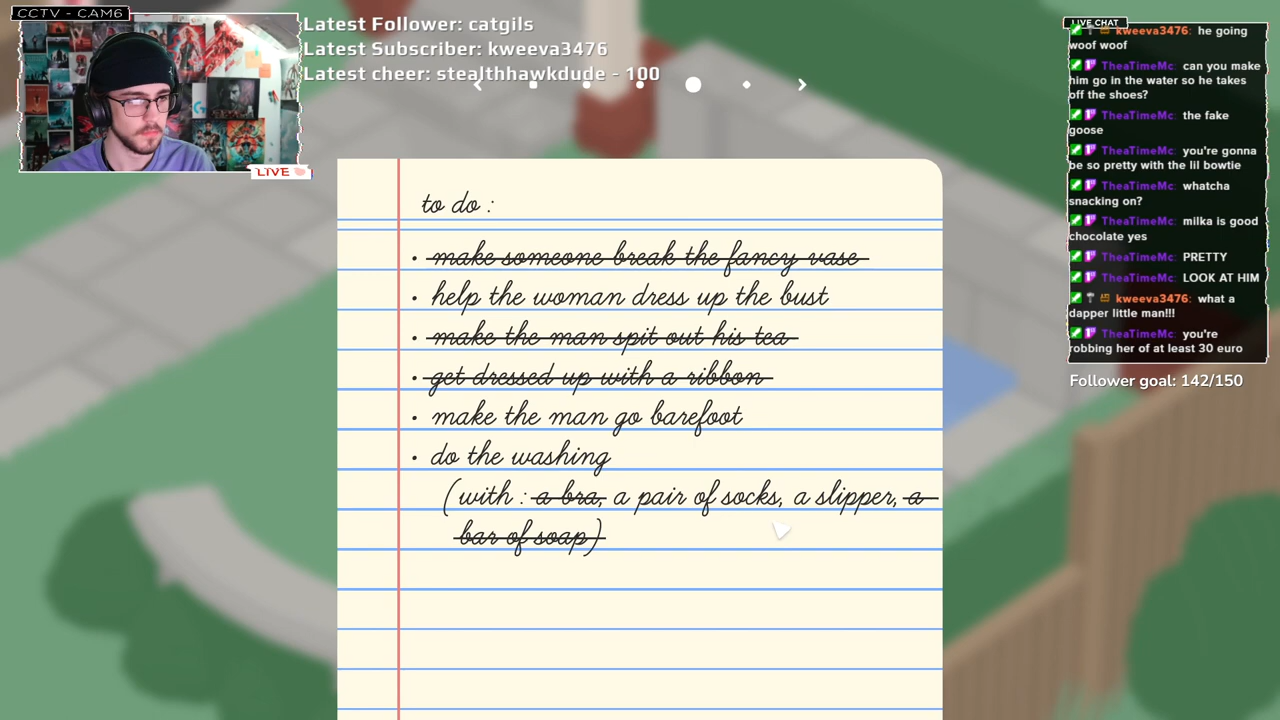 CCTV - CAM6
LIVE
Latest Follower: catgils
Latest Subscriber: kweeva3476
Latest cheer: stealthhawkdude - 100
to do :
• make someone break the fancy vase
• help the woman dress up the bust
• make the man spit out his tea
• get dressed up with a ribbon
• make the man go barefoot
• do the washing
(with : a bra, a pair of socks, a slipper, a
bar of soap)
LIVE CHAT
kweeva3476: he going
woof woof
TheaTimeMc: can you make
him go in the water so he takes
off the shoes?
TheaTimeMc: the fake
goose
TheaTimeMc: you're gonna
be so pretty with the lil bowtie
TheaTimeMc: whatcha
snacking on?
TheaTimeMc: milka is good
chocolate yes
TheaTimeMc: PRETTY
TheaTimeMc: LOOK AT HIM
kweeva3476: what a
dapper little man!!!
TheaTimeMc: you're
robbing her of at least 30 euro
Follower goal: 142/150